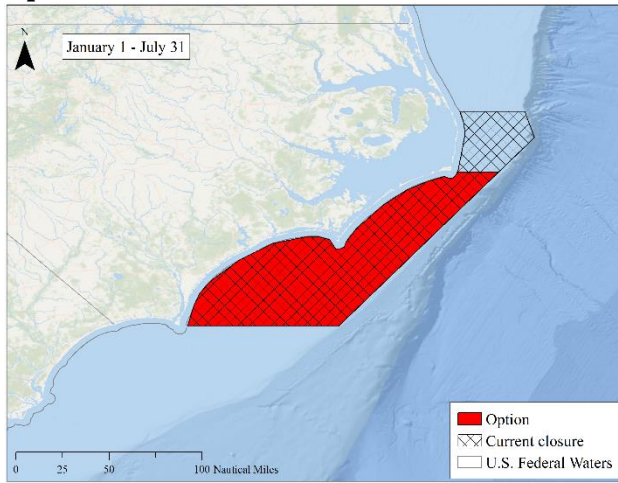 N
January 1 - July 31
Option
Current closure
U.S. Federal Waters
0 25 50 100 Nautical Miles